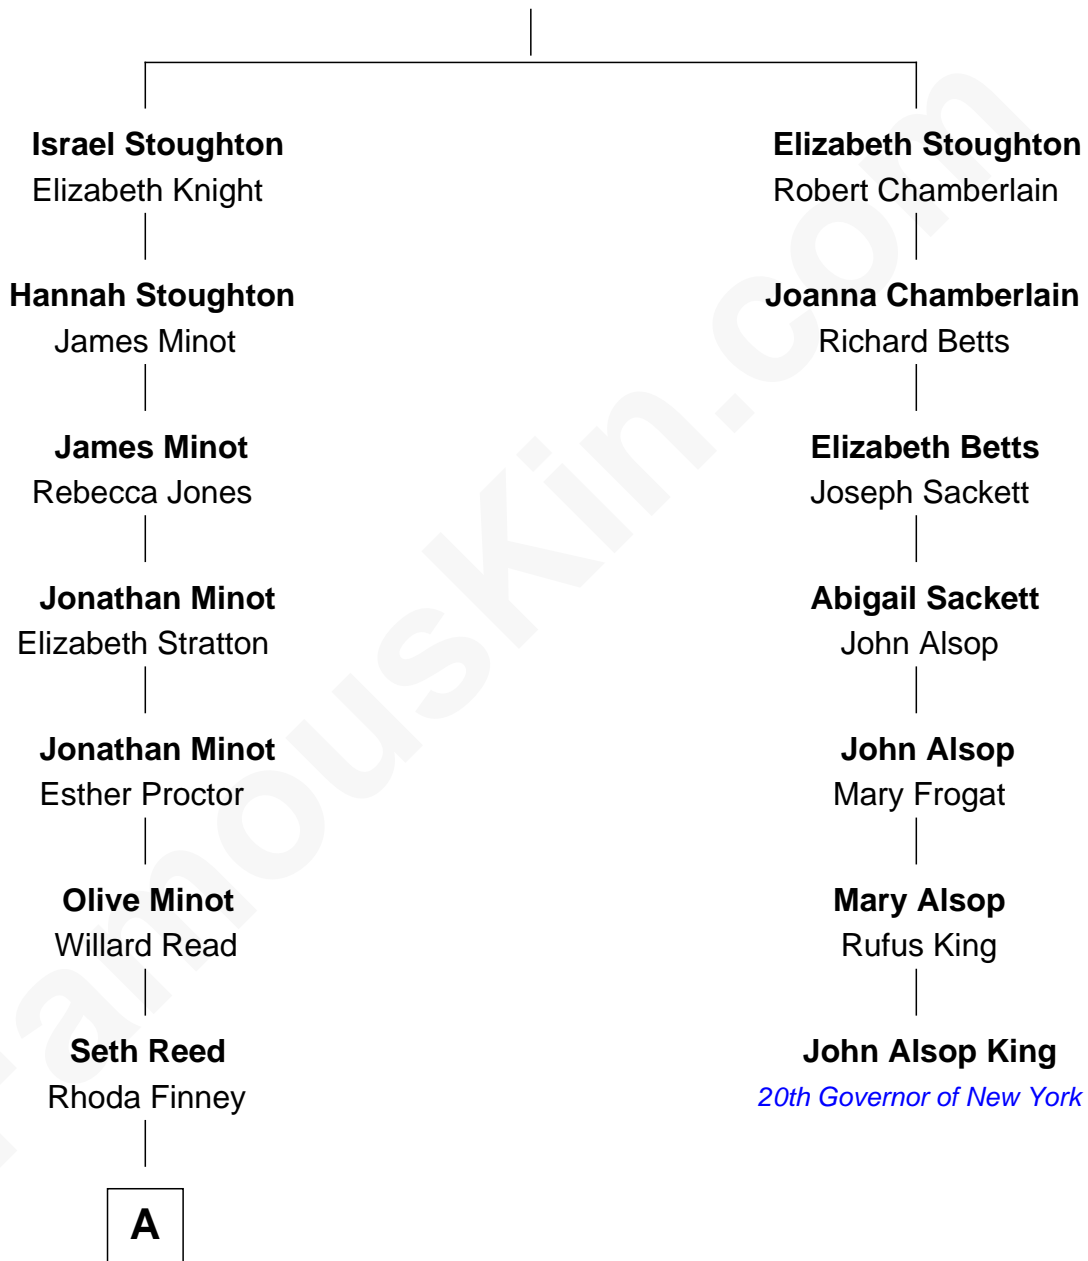 Israel Stoughton
Elizabeth Knight
Hannah Stoughton
James Minot
James Minot
Rebecca Jones
Jonathan Minot
Elizabeth Stratton
Jonathan Minot
Esther Proctor
Olive Minot
Willard Read
Seth Reed
Rhoda Finney
A
Elizabeth Stoughton
Robert Chamberlain
Joanna Chamberlain
Richard Betts
Elizabeth Betts
Joseph Sackett
Abigail Sackett
John Alsop
John Alsop
Mary Frogat
Mary Alsop
Rufus King
John Alsop King
20th Governor of New York
FamousKin.com